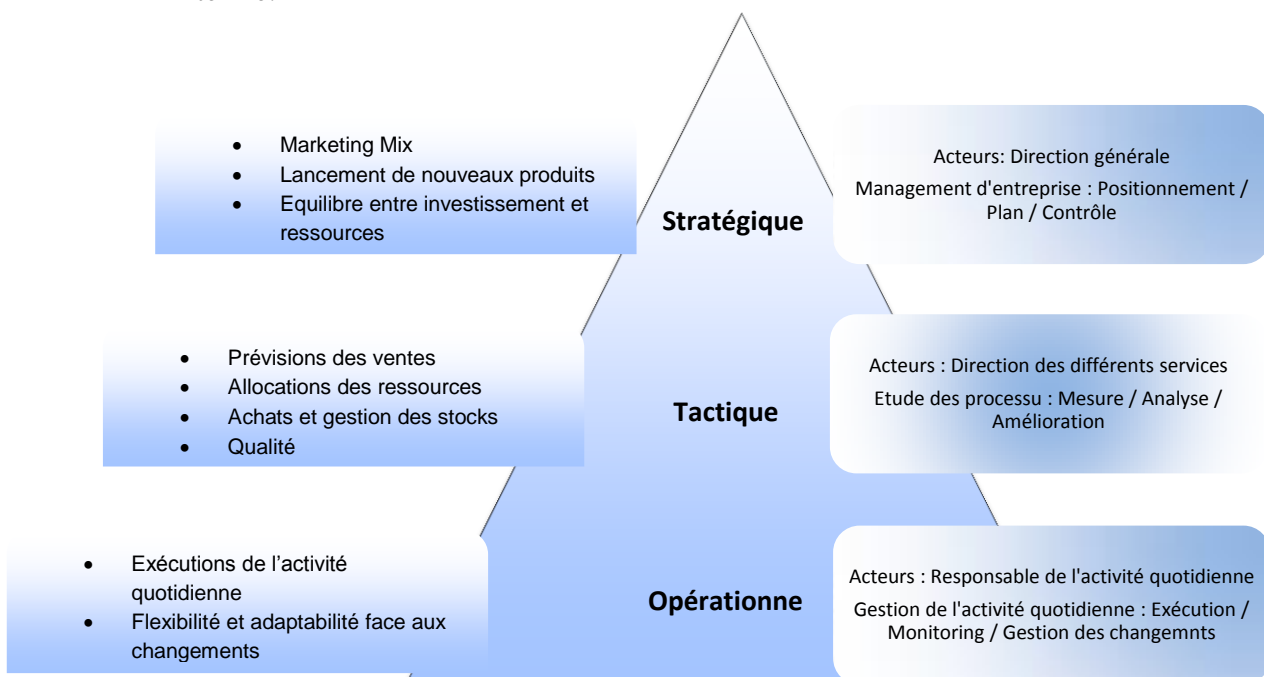 • Marketing Mix
• Lancement de nouveaux produits
• Equilibre entre investissement et
ressources
Stratégique
Acteurs: Direction générale
Management d'entreprise : Positionnement /
Plan / Contrôle
• Prévisions des ventes
• Allocations des ressources
• Achats et gestion des stocks
• Qualité
Tactique
Acteurs : Direction des différents services
Etude des processu : Mesure / Analyse /
Amélioration
• Exécutions de l'activité
quotidienne
• Flexibilité et adaptabilité face aux
changements
Opérationne
Acteurs : Responsable de l'activité quotidienne
Gestion de l'activité quotidienne : Exécution /
Monitoring / Gestion des changemnts